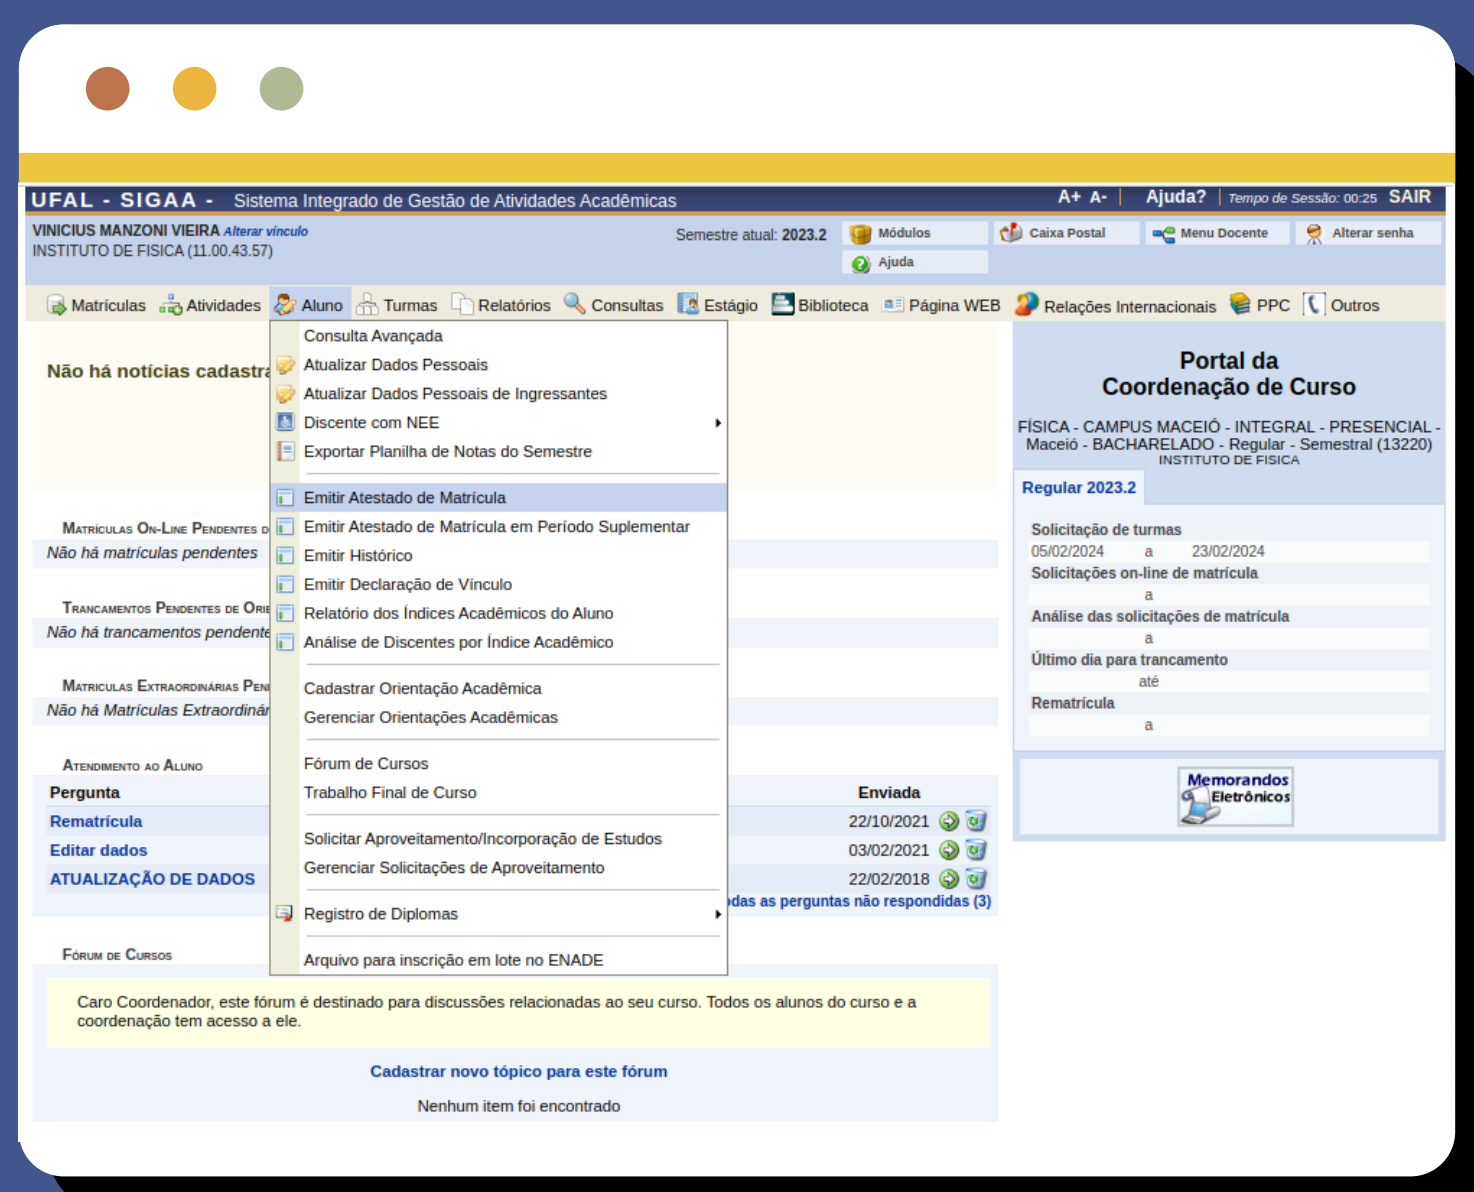 UFAL - SIGAA - Sistema Integrado de Gestão de Atividades Acadêmicas
A+ A- | Ajuda? | Tempo de Sessão: 00:25 SAIR
VINICIUS MANZONI VIEIRA Alterar vínculo
INSTITUTO DE FISICA (11.00.43.57)
Semestre atual: 2023.2
Módulos
Caixa Postal
Menu Docente
Alterar senha
Ajuda
Matrículas Atividades Aluno Turmas Relatórios Consultas Estágio Biblioteca Página WEB Relações Internacionais PPC Outros
Não há notícias cadastra
Consulta Avançada
Atualizar Dados Pessoais
Atualizar Dados Pessoais de Ingressantes
Discente com NEE
Exportar Planilha de Notas do Semestre
Emitir Atestado de Matrícula
Emitir Atestado de Matrícula em Período Suplementar
Emitir Histórico
Emitir Declaração de Vínculo
Relatório dos Índices Acadêmicos do Aluno
Análise de Discentes por Índice Acadêmico
Cadastrar Orientação Acadêmica
Gerenciar Orientações Acadêmicas
Fórum de Cursos
Trabalho Final de Curso
Solicitar Aproveitamento/Incorporação de Estudos
Gerenciar Solicitações de Aproveitamento
Registro de Diplomas
Arquivo para inscrição em lote no ENADE
Matrículas On-Line Pendentes d
Não há matrículas pendentes
Trancamentos Pendentes de Orie
Não há trancamentos pendente
Matriculas Extraordinárias Pen
Não há Matrículas Extraordinár
Atendimento ao Aluno
Pergunta Enviada
Rematrícula 22/10/2021
Editar dados 03/02/2021
ATUALIZAÇÃO DE DADOS 22/02/2018
odas as perguntas não respondidas (3)
Fórum de Cursos
Caro Coordenador, este fórum é destinado para discussões relacionadas ao seu curso. Todos os alunos do curso e a
coordenação tem acesso a ele.
Cadastrar novo tópico para este fórum
Nenhum item foi encontrado
Portal da
Coordenação de Curso
FÍSICA - CAMPUS MACEIÓ - INTEGRAL - PRESENCIAL -
Maceió - BACHARELADO - Regular - Semestral (13220)
INSTITUTO DE FISICA
Regular 2023.2
Solicitação de turmas
05/02/2024 a 23/02/2024
Solicitações on-line de matrícula
a
Análise das solicitações de matrícula
a
Último dia para trancamento
até
Rematrícula
a
Memorandos
Eletrônicos